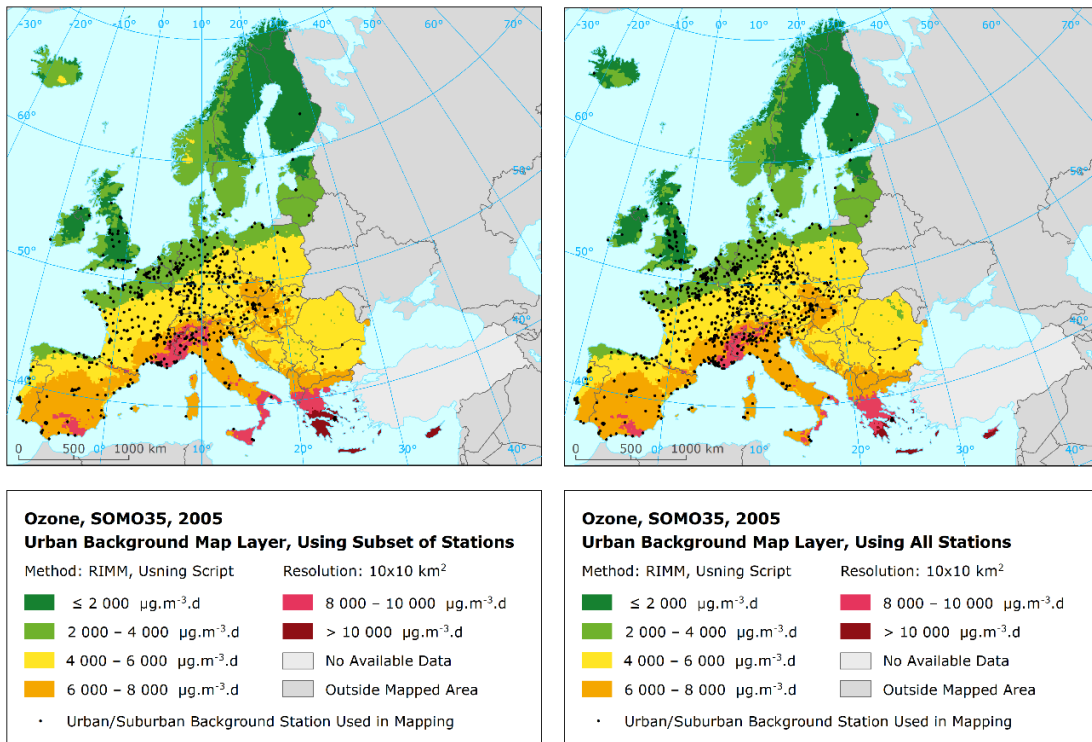 -30° -20° -10° 0° 10° 20° 30° 40° 50° 60° 70°
60°
50°
50°
40°
40°
0 500 1000 km
0° 10° 20° 30° 40°
Ozone, SOMO35, 2005
Urban Background Map Layer, Using Subset of Stations
Method: RIMM, Usning Script Resolution: 10x10 km²
≤ 2 000 µg.m⁻³.d 8 000 – 10 000 µg.m⁻³.d
2 000 – 4 000 µg.m⁻³.d > 10 000 µg.m⁻³.d
4 000 – 6 000 µg.m⁻³.d No Available Data
6 000 – 8 000 µg.m⁻³.d Outside Mapped Area
Urban/Suburban Background Station Used in Mapping
-30° -20° -10° 0° 10° 20° 30° 40° 50° 60° 70°
60°
50°
50°
40°
40°
0 500 1000 km
0° 10° 20° 30° 40°
Ozone, SOMO35, 2005
Urban Background Map Layer, Using All Stations
Method: RIMM, Usning Script Resolution: 10x10 km²
≤ 2 000 µg.m⁻³.d 8 000 – 10 000 µg.m⁻³.d
2 000 – 4 000 µg.m⁻³.d > 10 000 µg.m⁻³.d
4 000 – 6 000 µg.m⁻³.d No Available Data
6 000 – 8 000 µg.m⁻³.d Outside Mapped Area
Urban/Suburban Background Station Used in Mapping